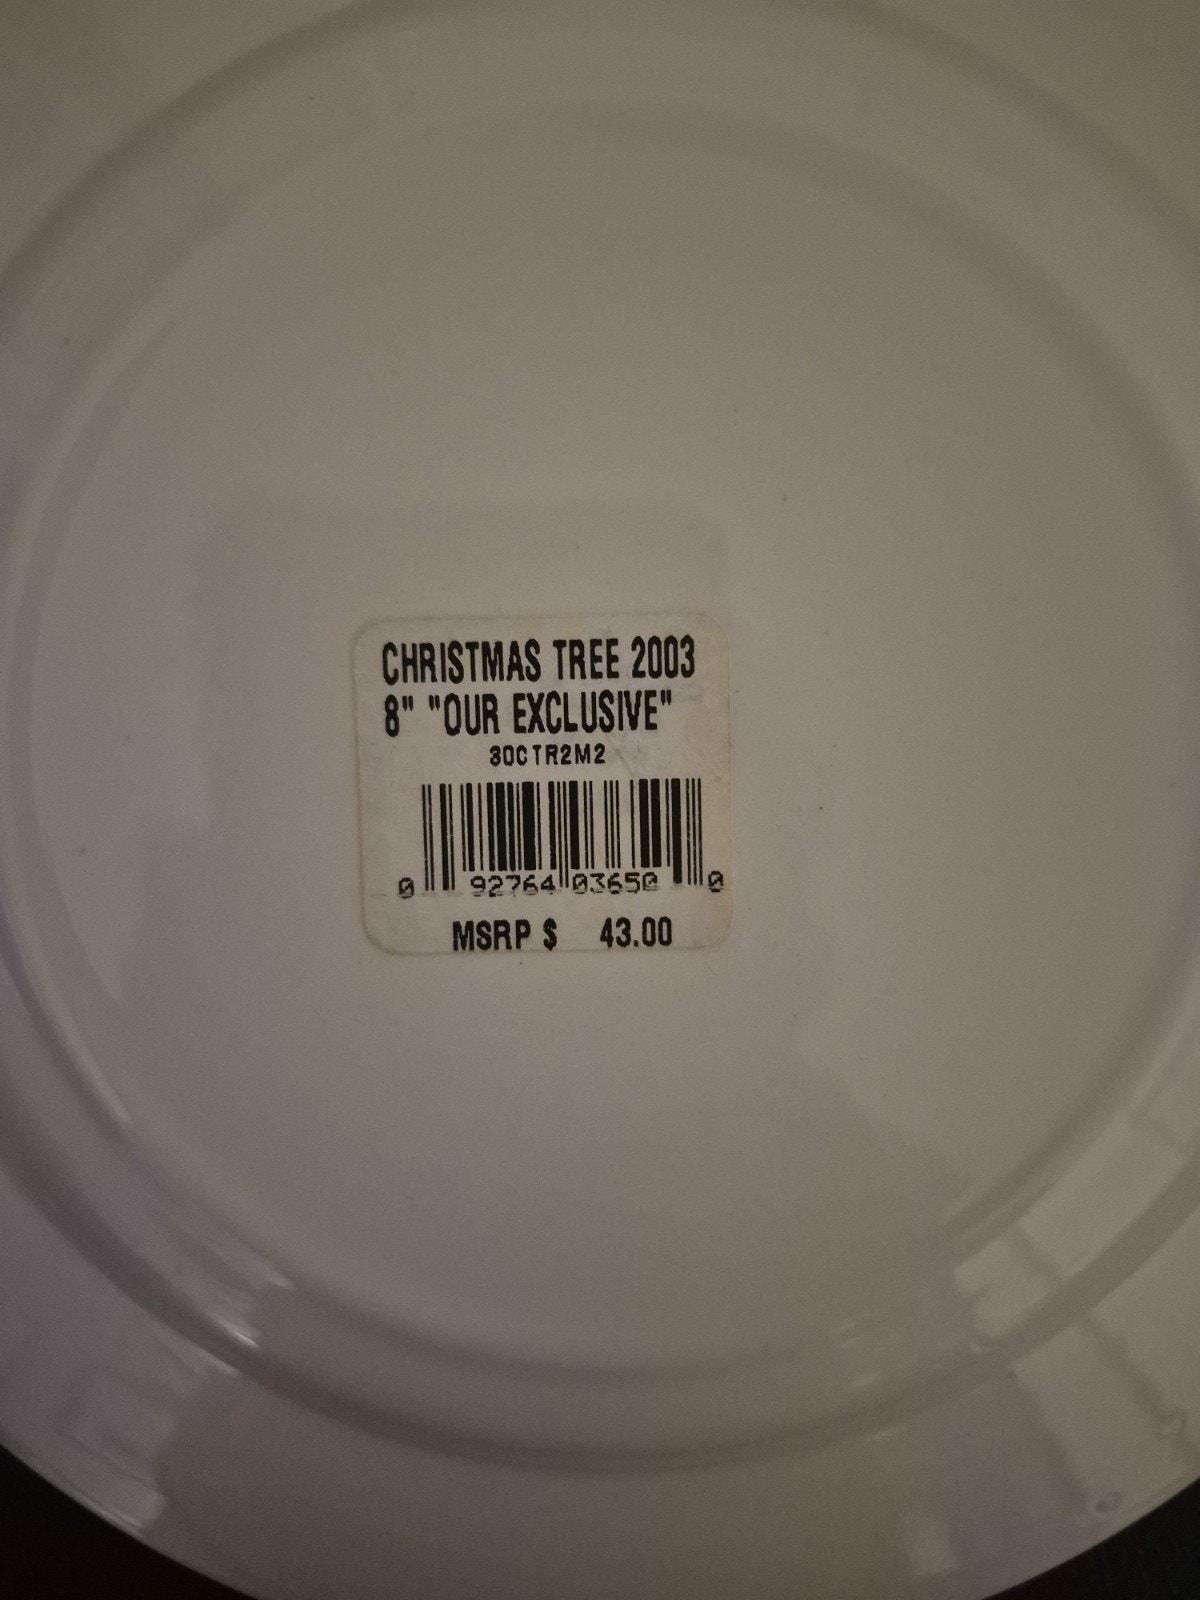 CHRISTMAS TREE 2003
8" "OUR EXCLUSIVE"
30CTR2M2
0 92764 03650 0
MSRP $ 43.00